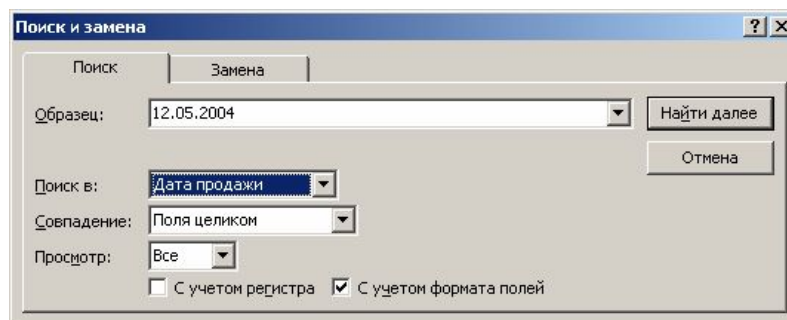 Поиск и замена
Поиск Замена
Образец: 12.05.2004 Найти далее
Отмена
Поиск в: Дата продажи
Совпадение: Поля целиком
Просмотр: Все
С учетом регистра С учетом формата полей